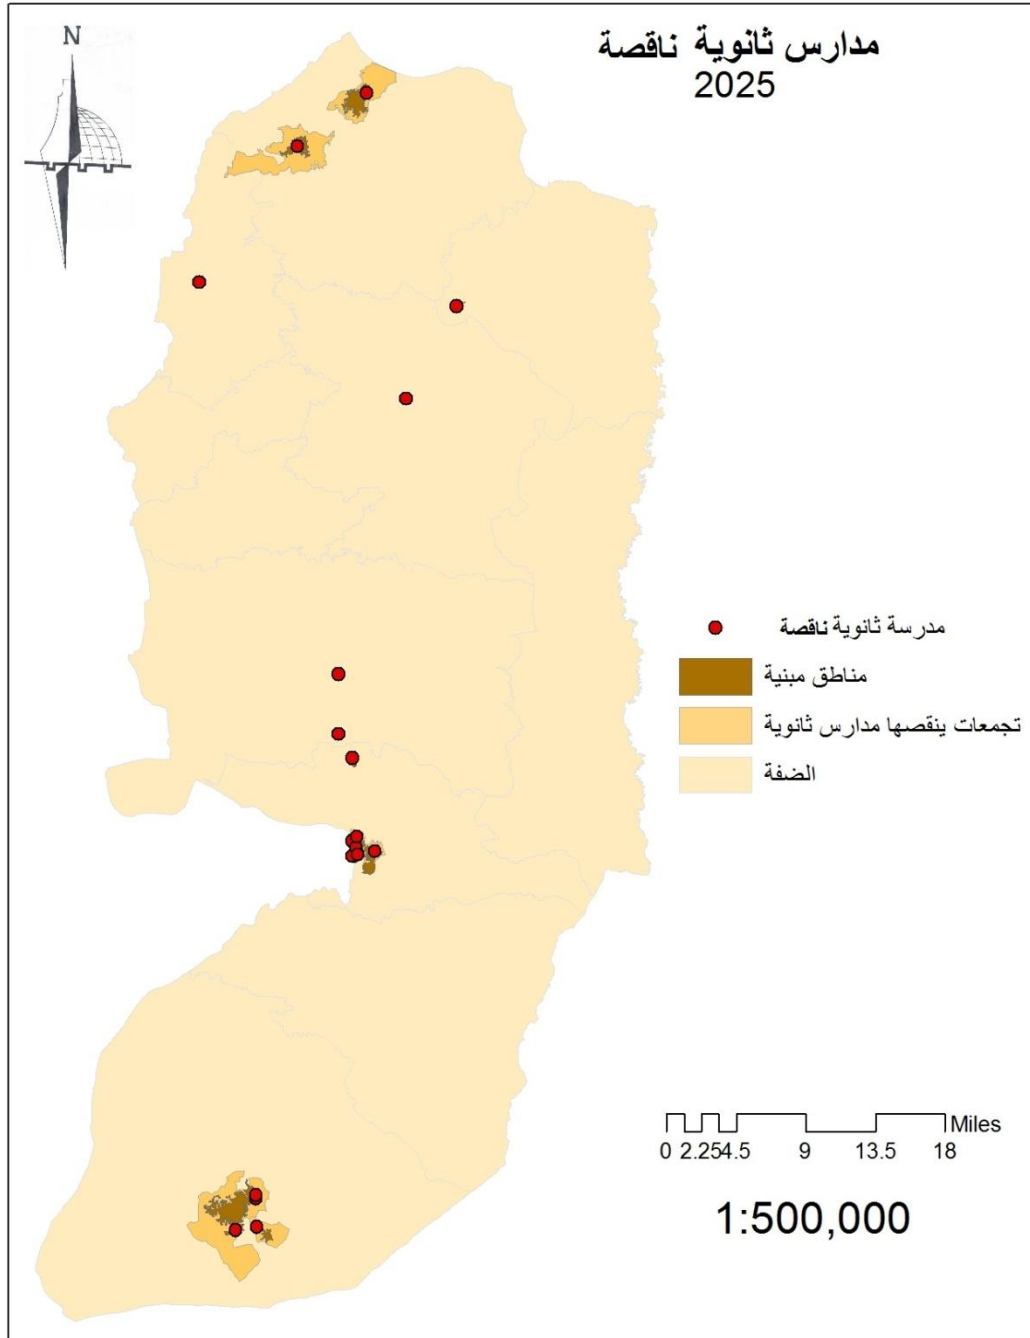 مدارس ثانوية ناقصة
2025
N
مدرسة ثانوية ناقصة
مناطق مبنية
تجمعات ينقصها مدارس ثانوية
الضفة
Miles
0 2.254.5 9 13.5 18
1:500,000